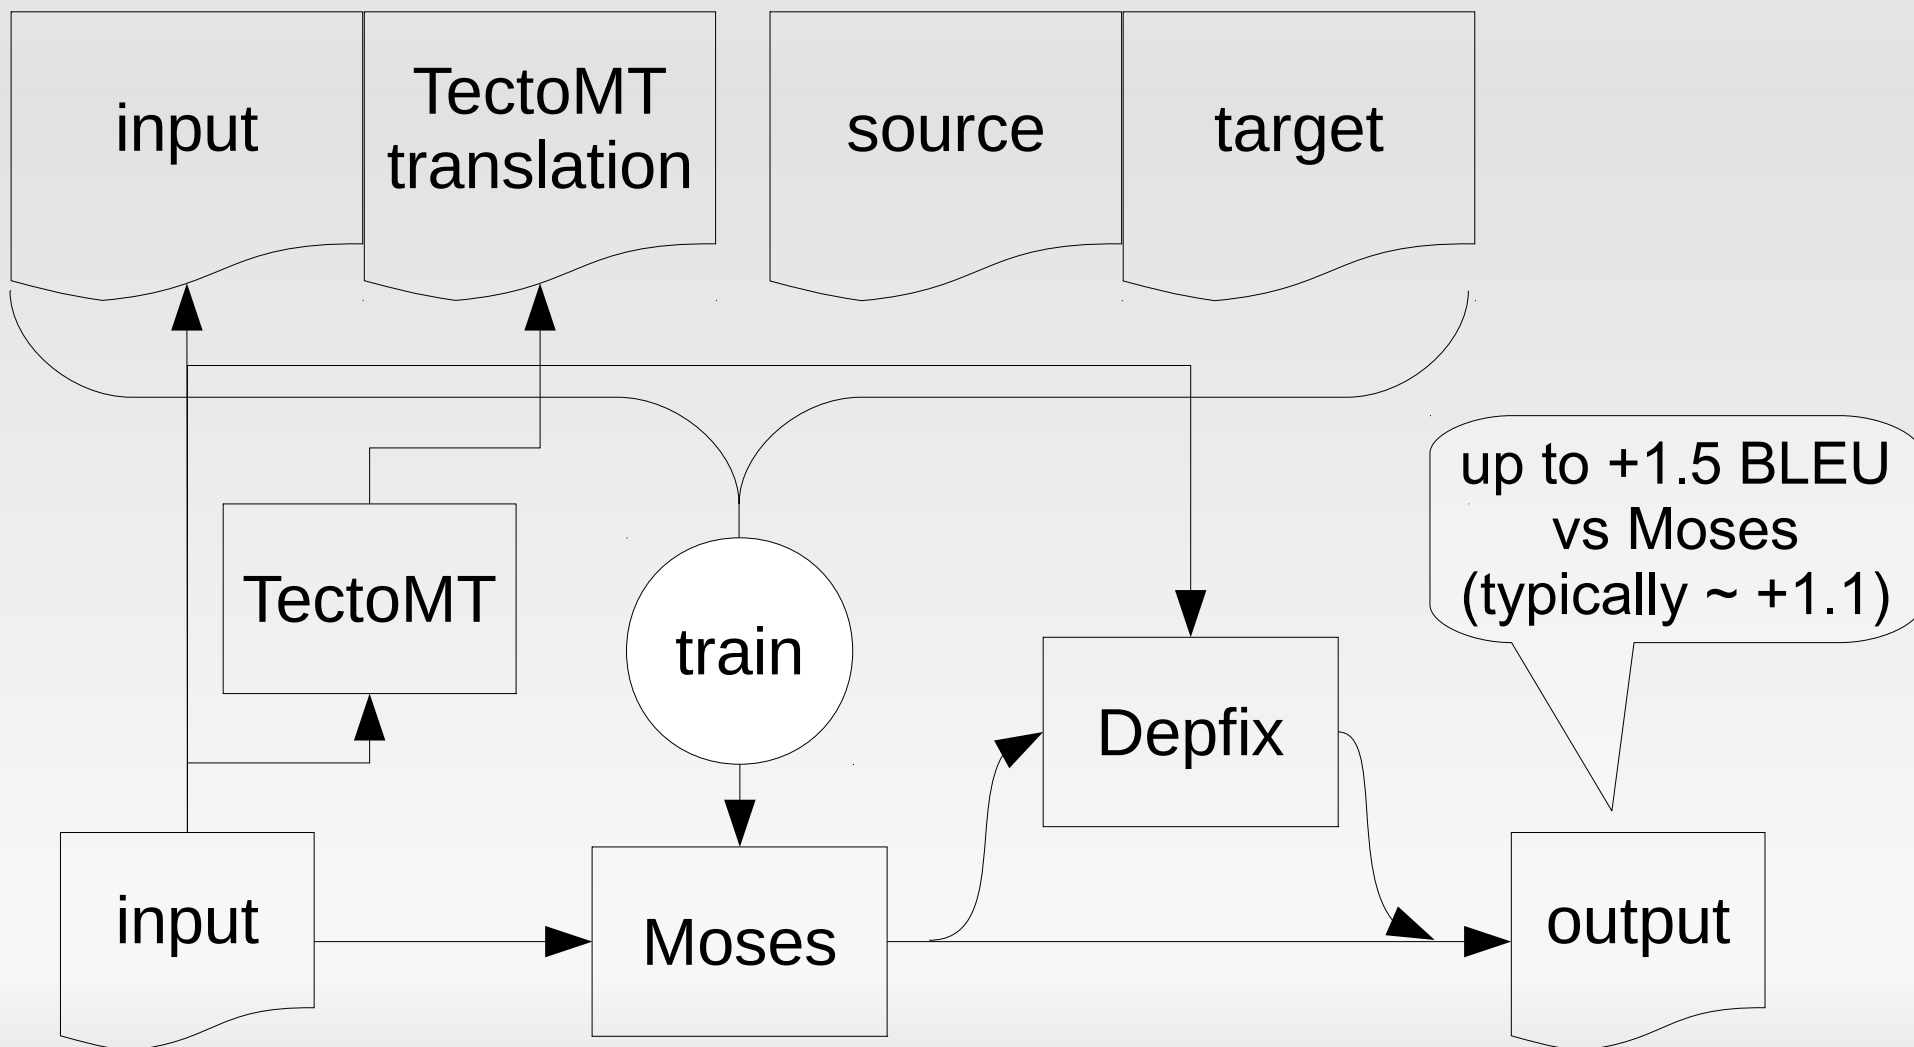 input
TectoMT
translation
source
target
up to +1.5 BLEU
vs Moses
(typically ~ +1.1)
TectoMT
train
Depfix
input
Moses
output